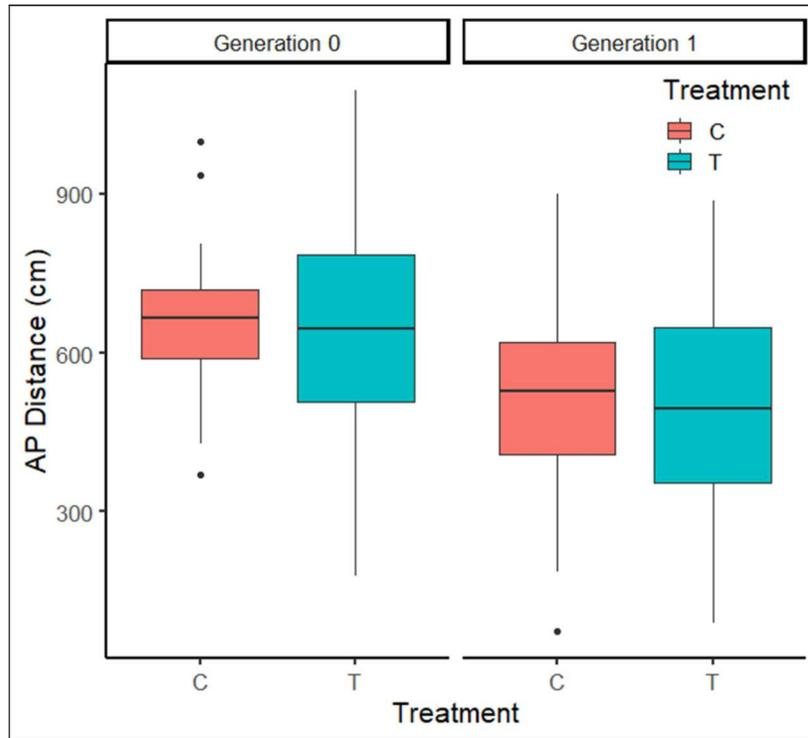 Generation 0
Generation 1
Treatment
C
T
AP Distance (cm)
900
600
300
C
T
C
T
Treatment